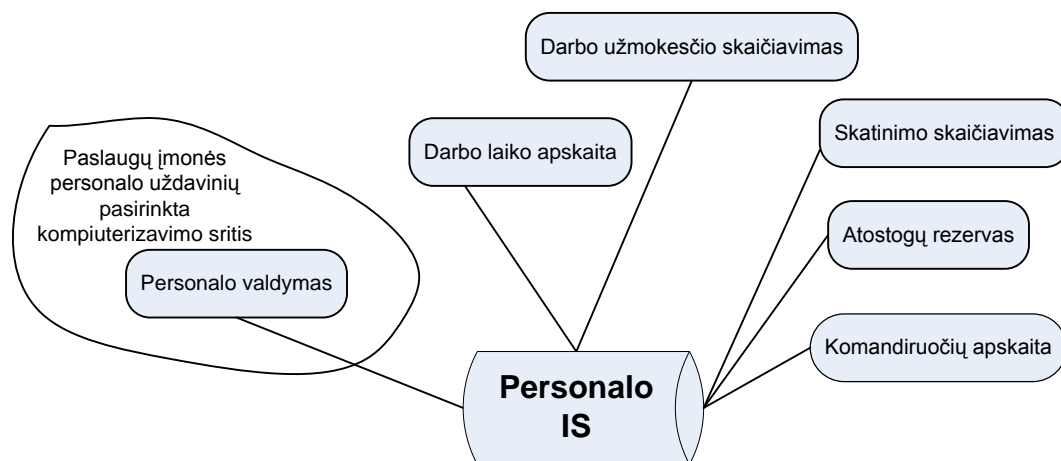 Darbo užmokesčio skaičiavimas
Skatinimo skaičiavimas
Darbo laiko apskaita
Paslaugų įmonės
personalo uždavinių
pasirinkta
kompiuterizavimo sritis
Atostogų rezervas
Personalo valdymas
Komandiruočių apskaita
Personalo
IS